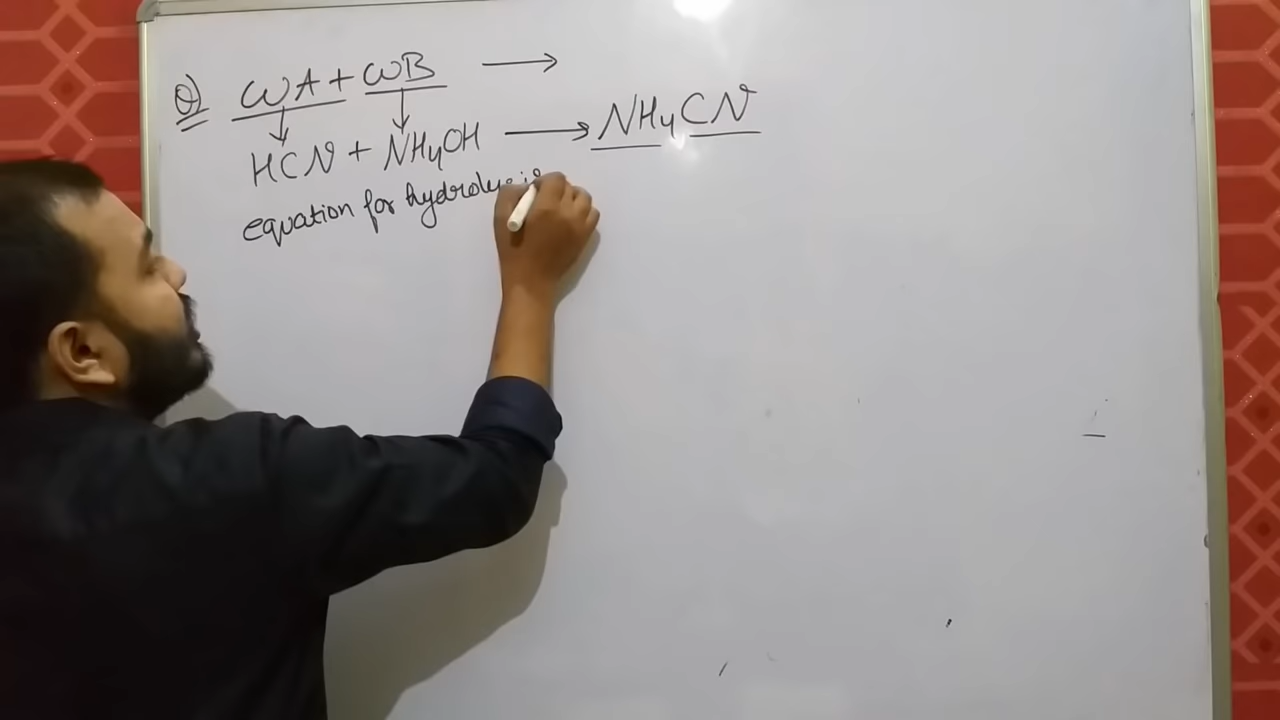 Q) WA + WB →
HCN + NH4OH → NH4CN
equation for hydrolysis